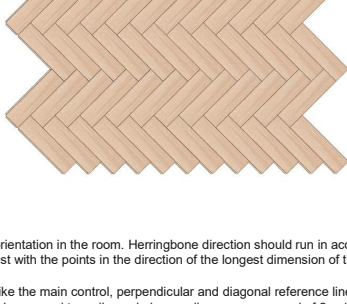 rientation in the room. Herringbone direction should run in acc
st with the points in the direction of the longest dimension of t
ike the main control, perpendicular and diagonal reference line